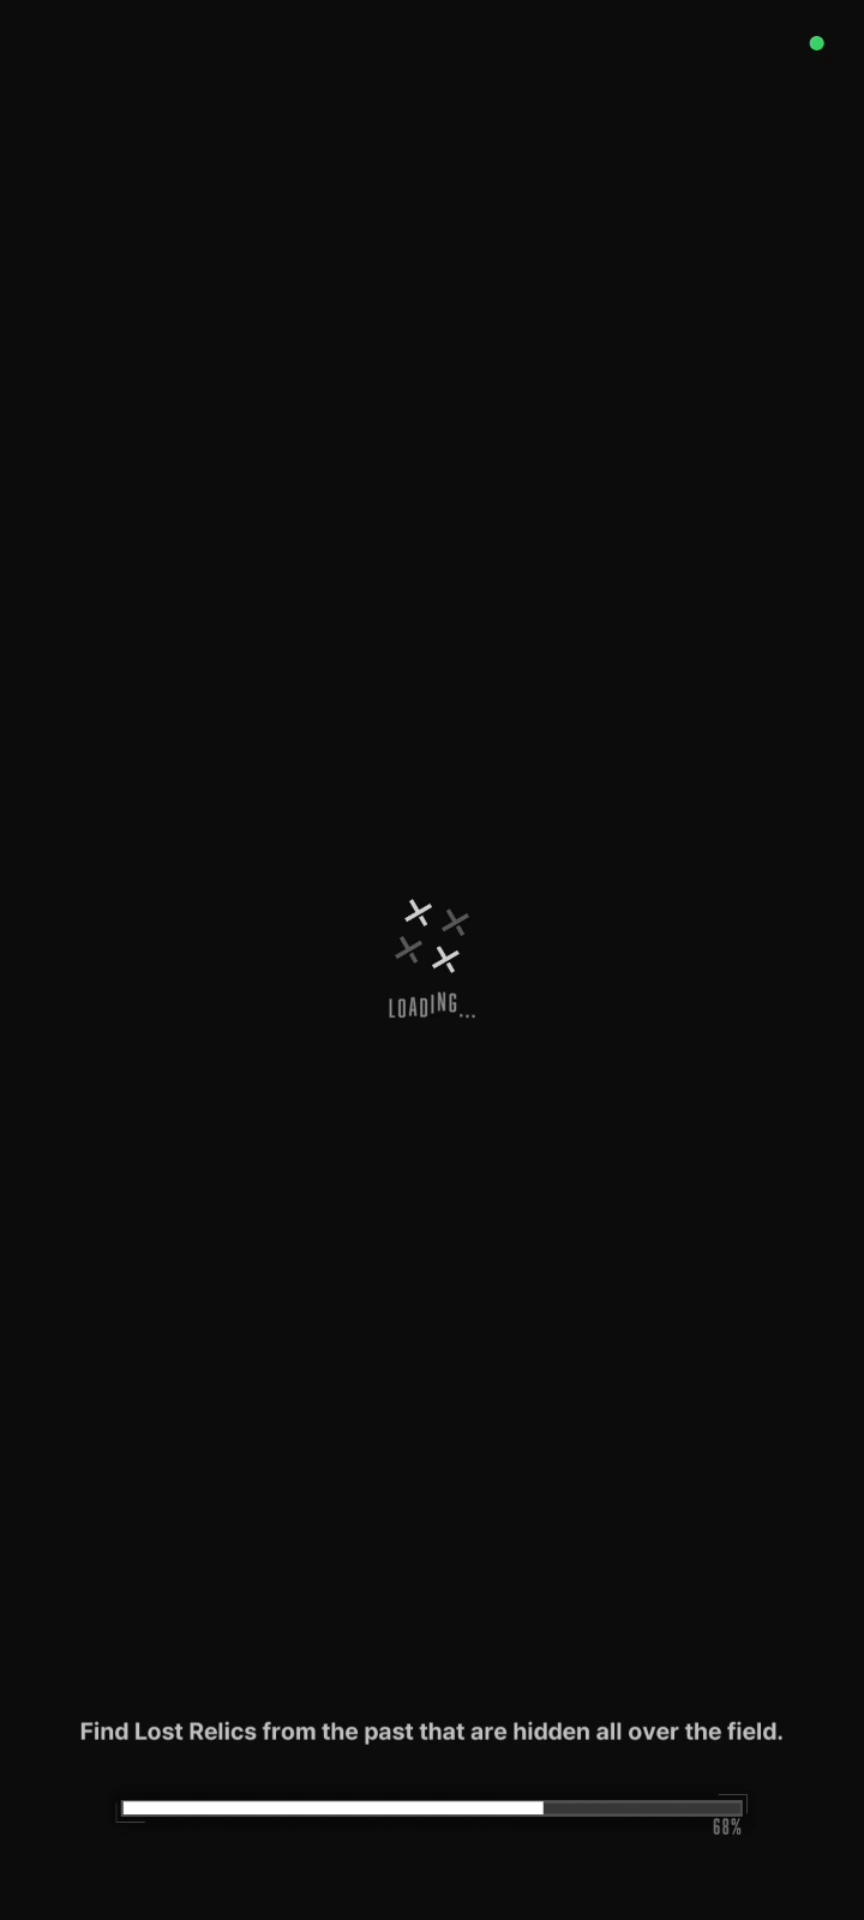 LOADING...
Find Lost Relics from the past that are hidden all over the field.
68%